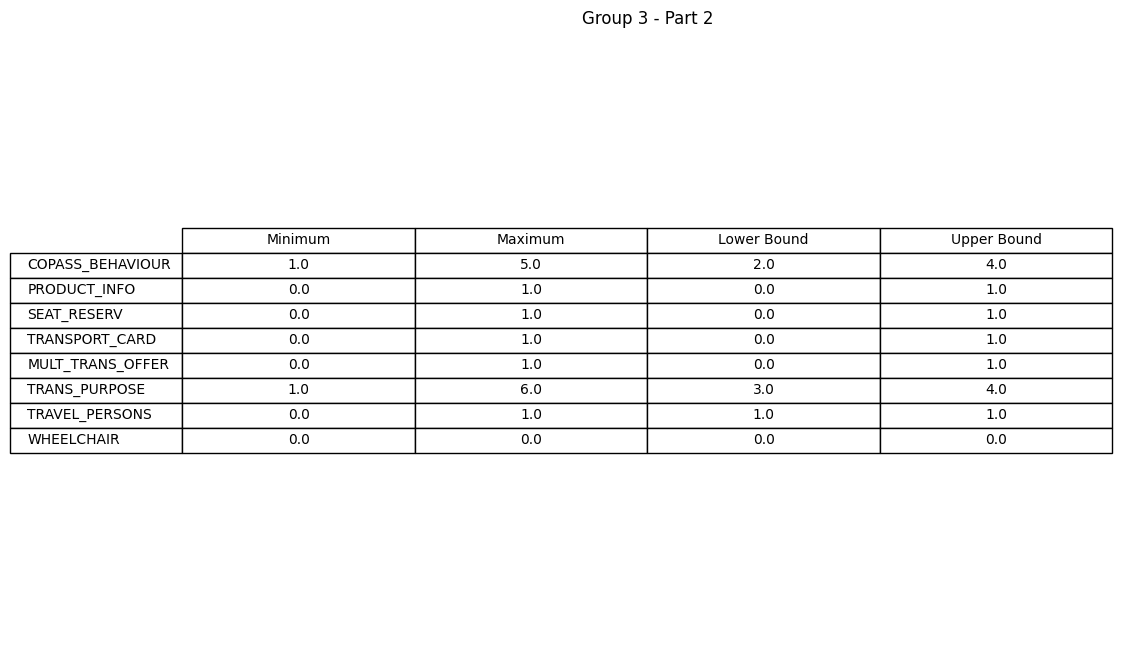 Group 3 - Part 2
Minimum Maximum Lower Bound Upper Bound
COPASS_BEHAVIOUR 1.0 5.0 2.0 4.0
PRODUCT_INFO 0.0 1.0 0.0 1.0
SEAT_RESERV 0.0 1.0 0.0 1.0
TRANSPORT_CARD 0.0 1.0 0.0 1.0
MULT_TRANS_OFFER 0.0 1.0 0.0 1.0
TRANS_PURPOSE 1.0 6.0 3.0 4.0
TRAVEL_PERSONS 0.0 1.0 1.0 1.0
WHEELCHAIR 0.0 0.0 0.0 0.0